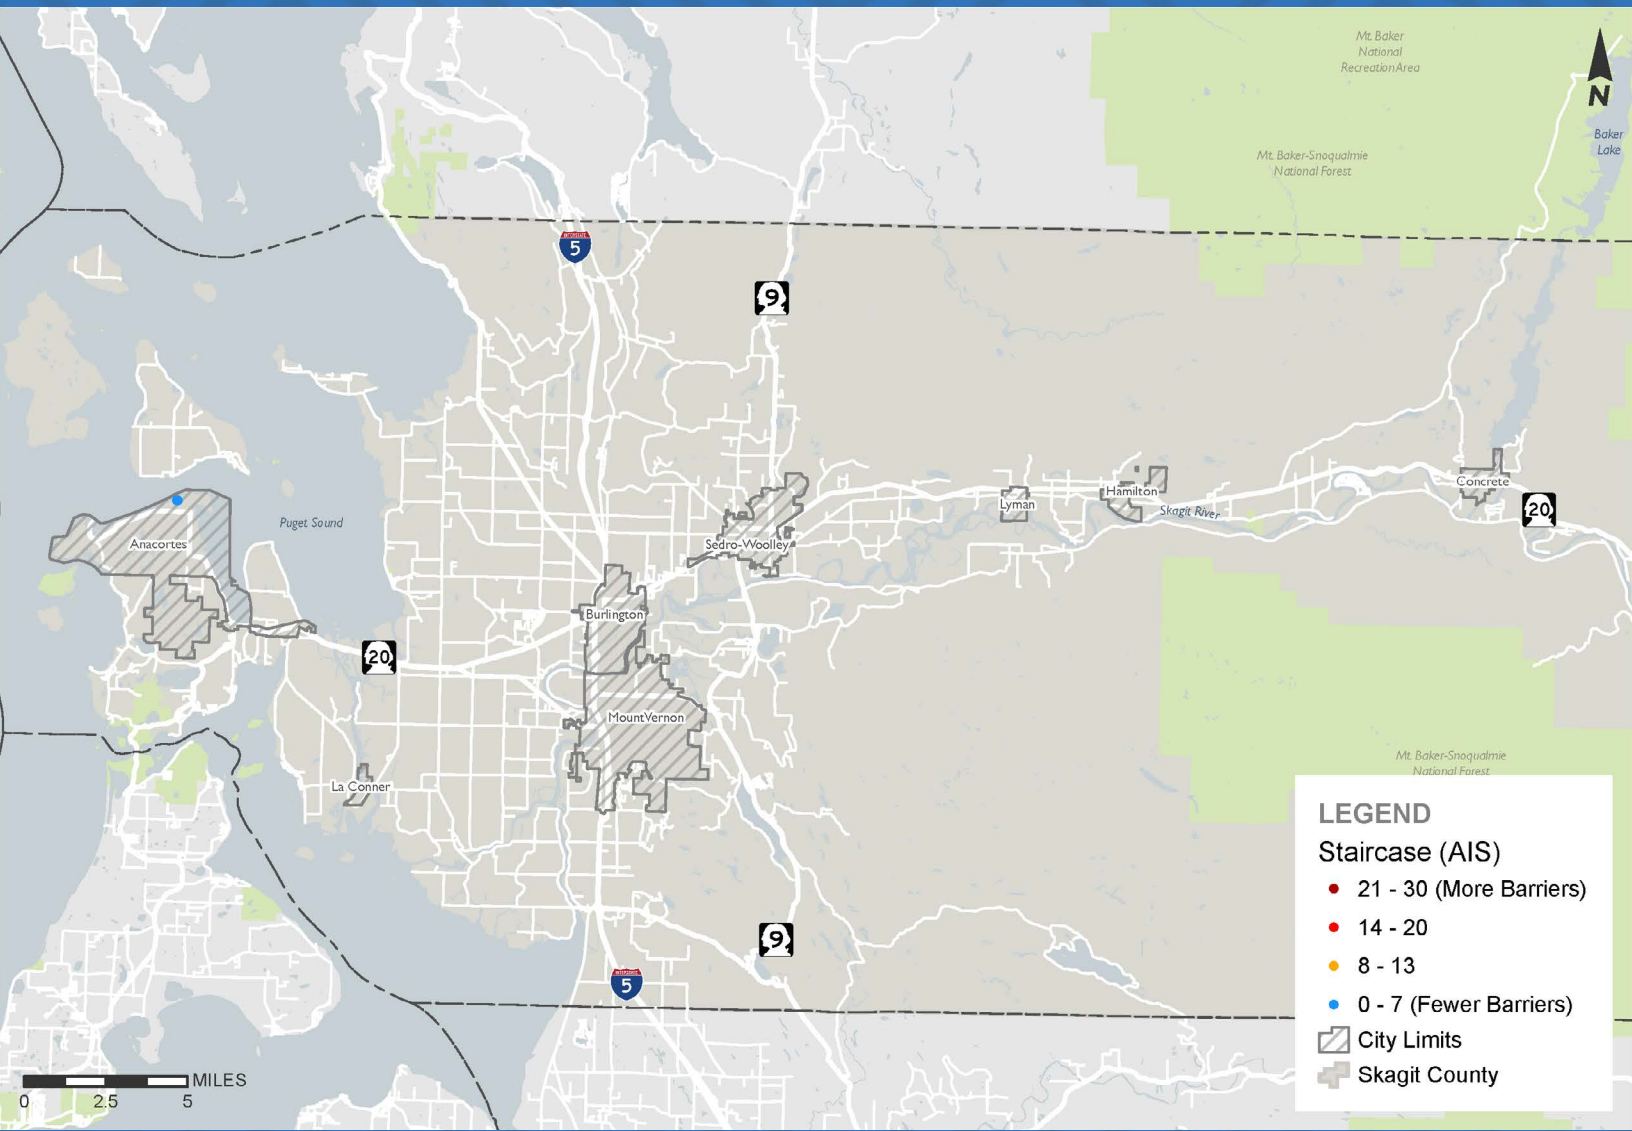 Mt. Baker
National
Recreation Area
N
Baker
Lake
Mt. Baker-Snoqualmie
National Forest
INTERSTATE
5
9
Puget Sound
Anacortes
Sedro-Woolley
Lyman
Hamilton
Skagit River
Concrete
20
Burlington
20
Mount Vernon
La Conner
Mt. Baker-Snoqualmie
National Forest
9
INTERSTATE
5
LEGEND
Staircase (AIS)
21 - 30 (More Barriers)
14 - 20
8 - 13
0 - 7 (Fewer Barriers)
City Limits
Skagit County
MILES
0 2.5 5